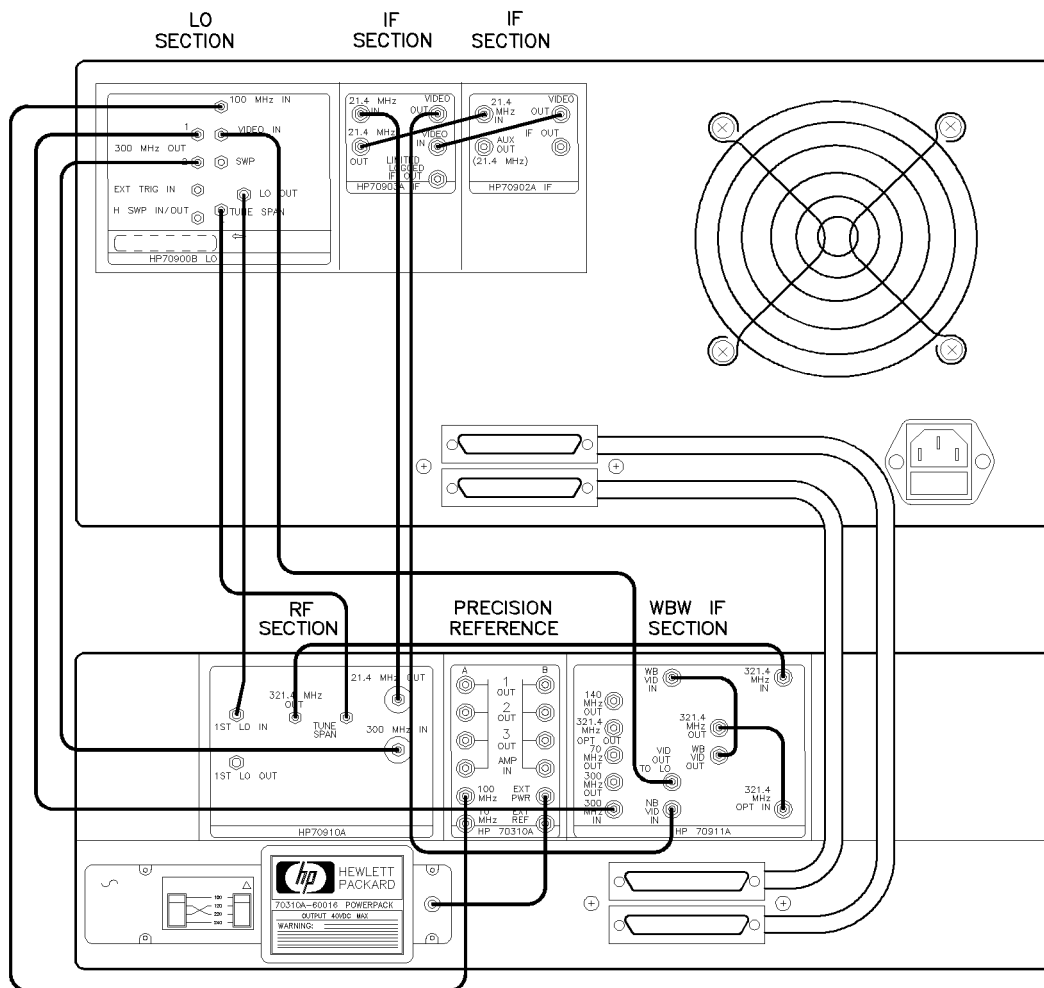 LO
SECTION
IF
SECTION
IF
SECTION
100 MHz IN
1
VIDEO IN
300 MHz OUT
2
SWP
EXT TRIG IN
LO OUT
H SWP IN/OUT
TUNE SPAN
HP70900B LO
21.4 MHz
IN
VIDEO
OUT
21.4 MHz
OUT
VIDEO
IN
LIMITED
LOGGED
IF OUT
HP70903A IF
21.4
MHz
IN
VIDEO
OUT
AUX
OUT
(21.4 MHz)
IF OUT
HP70902A IF
RF
SECTION
PRECISION
REFERENCE
WBW IF
SECTION
21.4 MHz OUT
321.4 MHz
OUT
1ST LO IN
TUNE
SPAN
300 MHz IN
1ST LO OUT
HP70910A
A
B
1
OUT
2
OUT
3
OUT
AMP
IN
100
MHz
EXT
PWR
10
MHz
EXT
REF
HP 70310A
WB
VID
IN
321.4
MHz
IN
140
MHz
OUT
321.4
MHz
OPT OUT
70
MHz
OUT
300
MHz
OUT
300
MHz
IN
321.4
MHz
OUT
VID
OUT
TO LO
WB
VID
OUT
NB
VID
IN
321.4
MHz
OPT IN
HP 70911A
100
120
220
240
hp
HEWLETT
PACKARD
70310A-60016 POWERPACK
OUTPUT 40VDC MAX
WARNING: